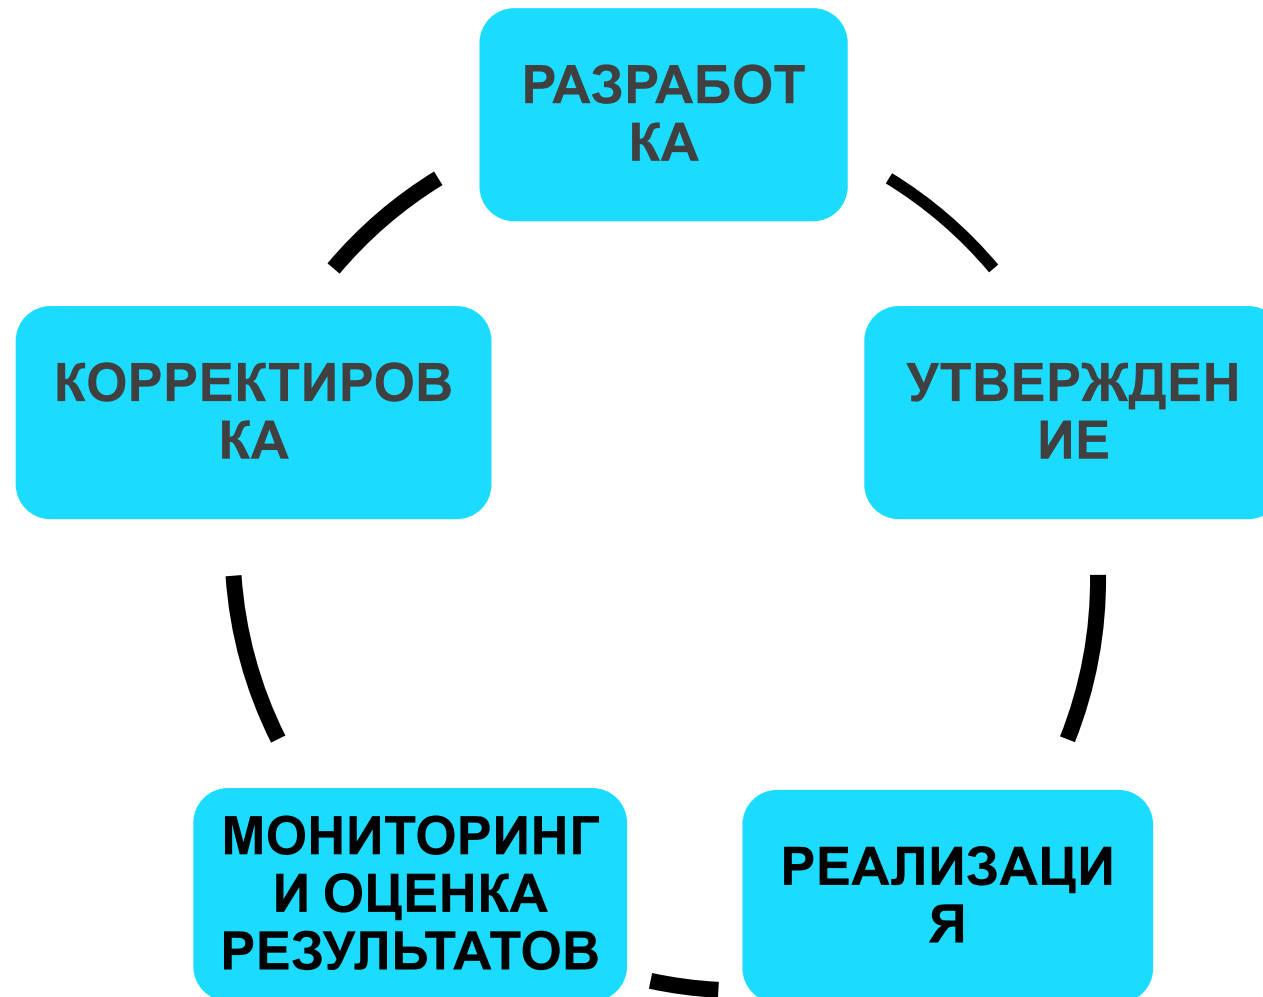 РАЗРАБОТ
КА
КОРРЕКТИРОВ
КА
УТВЕРЖДЕН
ИЕ
МОНИТОРИНГ
И ОЦЕНКА
РЕЗУЛЬТАТОВ
РЕАЛИЗАЦИ
Я